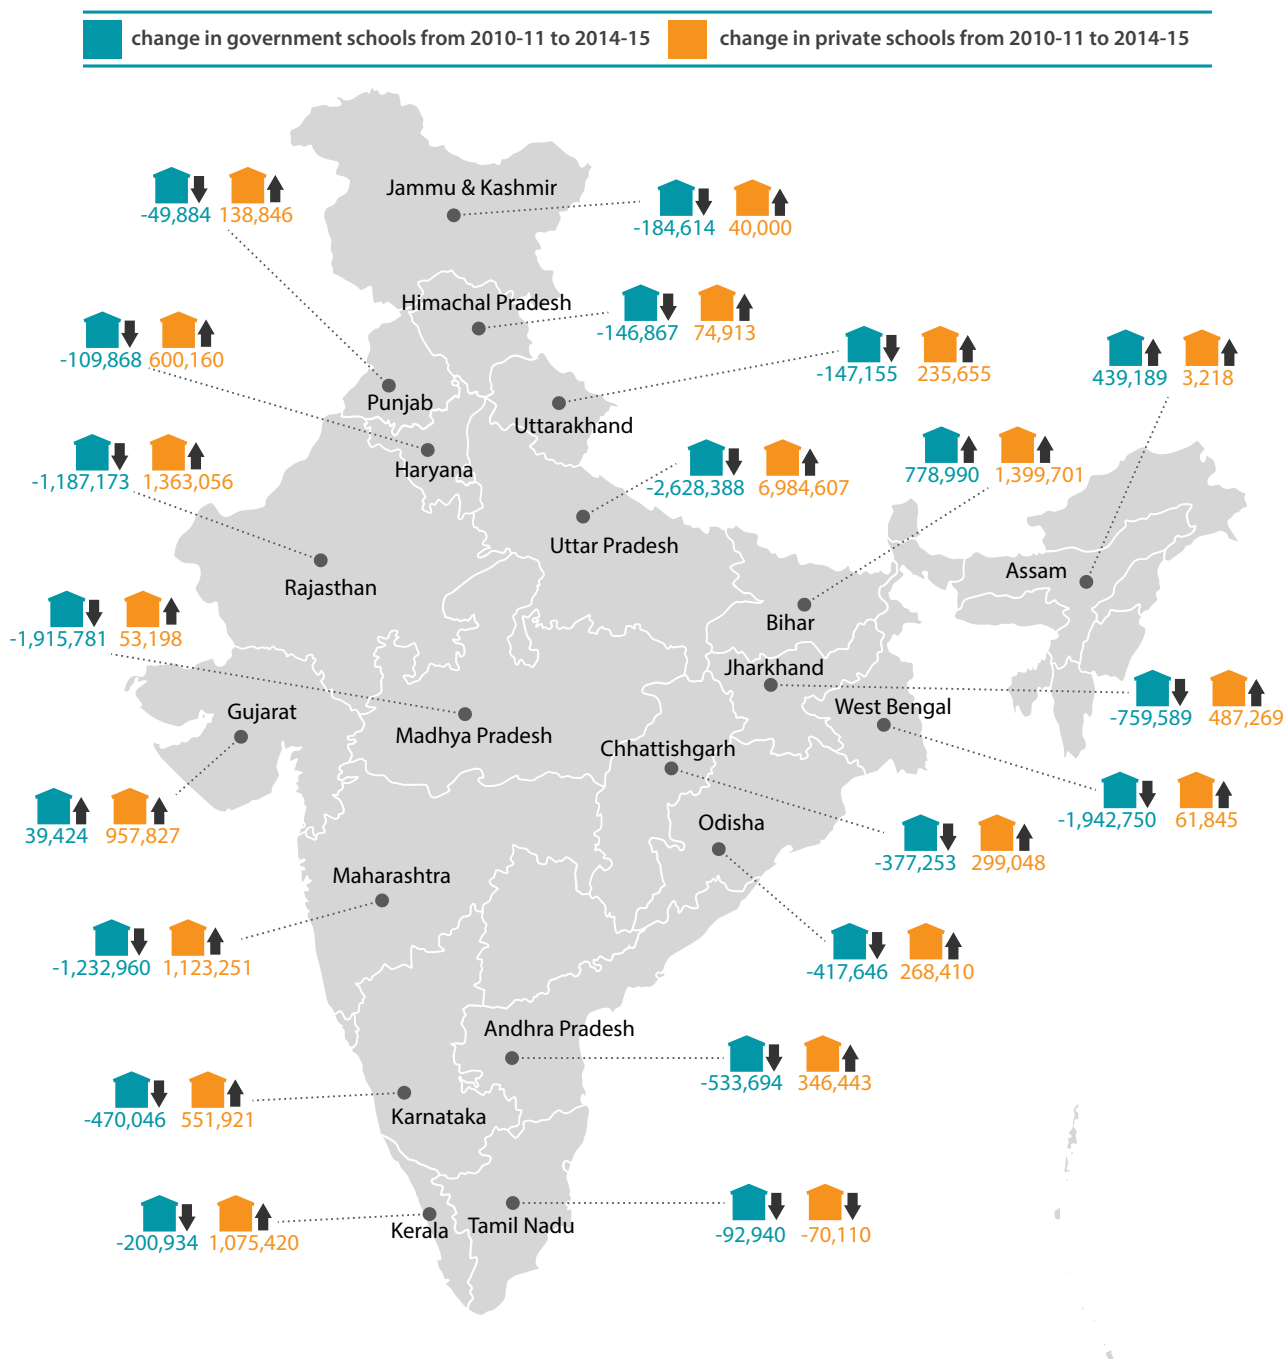 change in government schools from 2010-11 to 2014-15 change in private schools from 2010-11 to 2014-15
-49,884 138,846
Jammu & Kashmir
-184,614 40,000
Himachal Pradesh
-146,867 74,913
-109,868 600,160
-147,155 235,655
439,189 3,218
Punjab
Uttarakhand
Haryana
-1,187,173 1,363,056
-2,628,388 6,984,607
778,990 1,399,701
Uttar Pradesh
Rajasthan
Assam
Bihar
-1,915,781 53,198
Jharkhand
-759,589 487,269
Gujarat
West Bengal
Madhya Pradesh
Chhattishgarh
39,424 957,827
-1,942,750 61,845
Odisha
-377,253 299,048
Maharashtra
-1,232,960 1,123,251
-417,646 268,410
Andhra Pradesh
-533,694 346,443
-470,046 551,921
Karnataka
-200,934 1,075,420
Kerala
Tamil Nadu
-92,940 -70,110